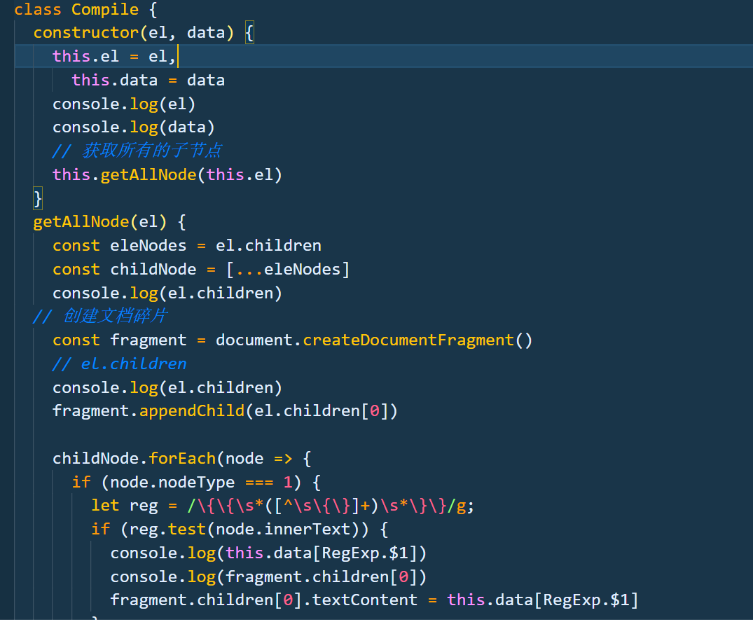 class Compile {
constructor(el, data) {
this.el = el,
this.data = data
console.log(el)
console.log(data)
// 获取所有的子节点
this.getAllNode(this.el)
}
getAllNode(el) {
const eleNodes = el.children
const childNode = [...eleNodes]
console.log(el.children)
// 创建文档碎片
const fragment = document.createDocumentFragment()
// el.children
console.log(el.children)
fragment.appendChild(el.children[0])
childNode.forEach(node => {
if (node.nodeType === 1) {
let reg = /\{\{\s*([^\s\{\}]+)\s*\}\}/g;
if (reg.test(node.innerText)) {
console.log(this.data[RegExp.$1])
console.log(fragment.children[0])
fragment.children[0].textContent = this.data[RegExp.$1]
}